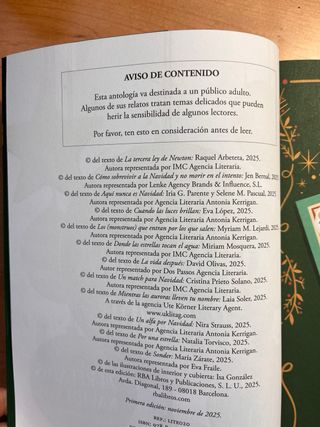 AVISO DE CONTENIDO
Esta antología va destinada a un público adulto.
Algunos de sus relatos tratan temas delicados que pueden
herir la sensibilidad de algunos lectores.
Por favor, ten esto en consideración antes de leer.
© del texto de La tercera ley de Newton: Raquel Arbeteta, 2025.
Autora representada por IMC Agencia Literaria.
© del texto de Cómo sobrevivir a la Navidad y no morir en el intento: Jen Bernal, 2025
Autora representada por Lenke Agency Brands & Influence, S.L.
© del texto de Aquí nunca es Navidad: Iria G. Parente y Selene M. Pascual, 2025
Autoras representadas por Agencia Literaria Antonia Kerrigan.
© del texto de Cuando las luces brillan: Eva López, 2025.
Autora representada por Agencia Literaria Antonia Kerrigan.
© del texto de Los (monstruos) que entran por los que salen: Myriam M. Lejardi, 2025
Autora representada por Agencia Literaria Antonia Kerrigan.
© del texto de Donde las estrellas tocan el agua: Miriam Mosquera, 2025.
Autora representada por IMC Agencia Literaria.
© del texto de La vida después: David Olivas, 2025.
Autor representado por Dos Passos Agencia Literaria.
© del texto de Un match para Navidad: Cristina Prieto Solano, 2025.
Autora representada por IMC Agencia Literaria.
© del texto de Mientras las auroras lleven tu nombre: Laia Soler, 2025.
A través de la agencia Ute Körner Literary Agent.
www.uklitag.com
© del texto de Un alfa por Navidad: Nira Strauss, 2025.
Autora representada por Agencia Literaria Antonia Kerrigan.
© del texto de Por una estrella: Natalia Torvisco, 2025.
Autora representada por Agencia Literaria Antonia Kerrigan.
© del texto de Sonder: María Zárate, 2025.
Autora representada por Eva Fraile.
© de las ilustraciones de interior y cubierta: Isa González.
© de esta edición: RBA Libros y Publicaciones, S. L. U., 2025.
Avda. Diagonal, 189 - 08018 Barcelona.
rbalibros.com
Primera edición: noviembre de 2025.
REF.: LITB020
ISBN: 978